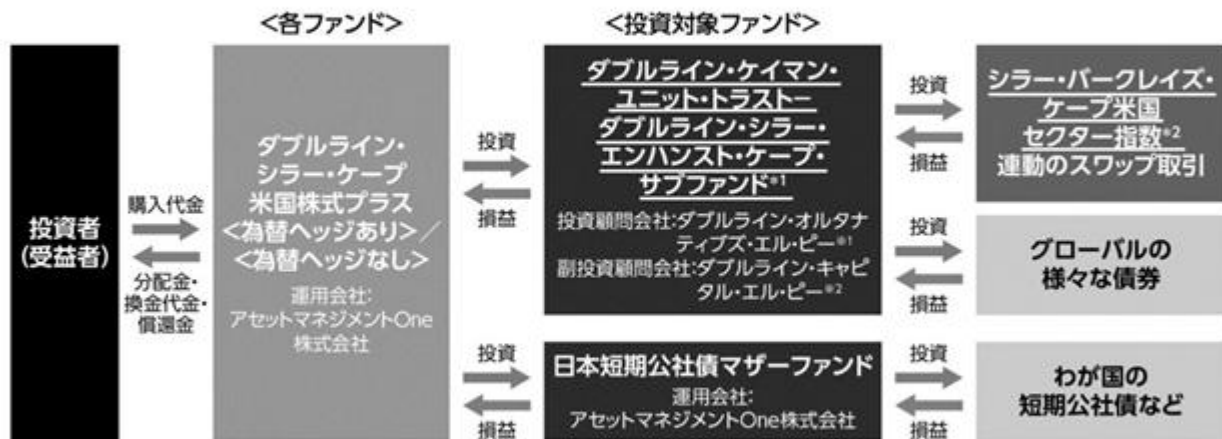 <各ファンド>
<投資対象ファンド>
投資者
(受益者)
購入代金
分配金・
換金代金・
償還金
ダブルライン・
シラー・ケープ
米国株式プラス
<為替ヘッジあり>/
<為替ヘッジなし>
運用会社:
アセットマネジメントOne
株式会社
投資
損益
ダブルライン・ケイマン・
ユニット・トラスト−
ダブルライン・シラー・
エンハンスト・ケープ・
サブファンド※1
投資顧問会社:ダブルライン・オルタナ
ティブズ・エル・ピー※1
副投資顧問会社:ダブルライン・キャピ
タル・エル・ピー※2
投資
損益
シラー・バークレイズ・
ケープ米国
セクター指数※2
連動のスワップ取引
投資
損益
グローバルの
様々な債券
投資
損益
日本短期公社債マザーファンド
運用会社:
アセットマネジメントOne株式会社
投資
損益
わが国の
短期公社債など